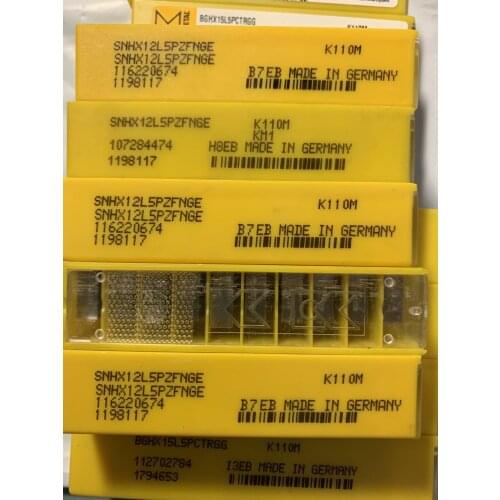 METAL
BGHX15L5PCTRGG K110M
SNHX12L5PZFNGE K110M
SNHX12L5PZFNGE
116220674 B7EB MADE IN GERMANY
1198117
SNHX12L5PZFNGE K110M
KM1
107284474 H8EB MADE IN GERMANY
1198117
SNHX12L5PZFNGE
SNHX12L5PZFNGE K110M
116220674
1198117 B7EB MADE IN GERMANY
SNHX12L5PZFNGE K110M
SNHX12L5PZFNGE
116220674 B7EB MADE IN GERMANY
1198117
BGHX15L5PCTRGG K110M
112702784 I3EB MADE IN GERMANY
1794653